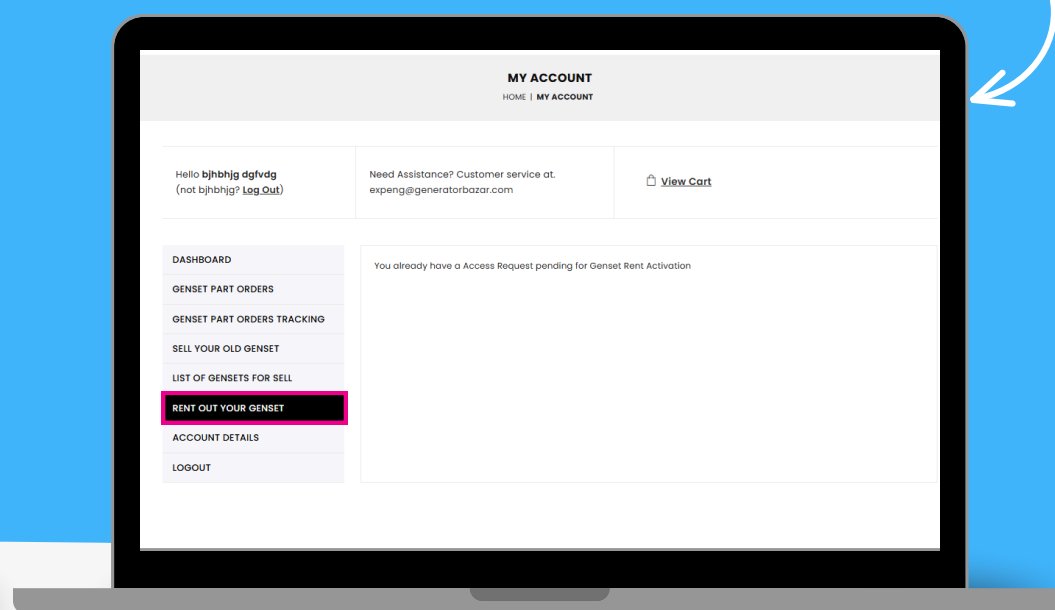 MY ACCOUNT
HOME | MY ACCOUNT
Hello bjhbhjg dgfvdg
(not bjhbhjg? Log Out)
Need Assistance? Customer service at.
expeng@generatorbazar.com
View Cart
DASHBOARD
GENSET PART ORDERS
GENSET PART ORDERS TRACKING
SELL YOUR OLD GENSET
LIST OF GENSETS FOR SELL
RENT OUT YOUR GENSET
ACCOUNT DETAILS
LOGOUT
You already have a Access Request pending for Genset Rent Activation